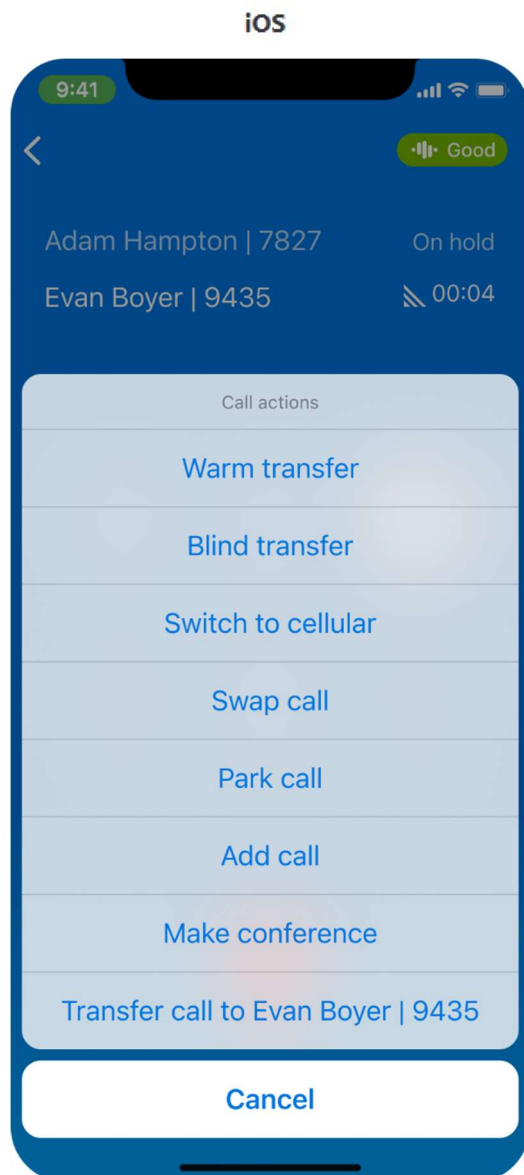 iOS
9:41
Good
Adam Hampton | 7827 On hold
Evan Boyer | 9435 00:04
Call actions
Warm transfer
Blind transfer
Switch to cellular
Swap call
Park call
Add call
Make conference
Transfer call to Evan Boyer | 9435
Cancel